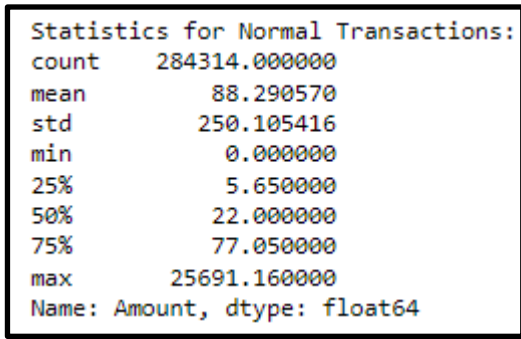 Statistics for Normal Transactions:
count 284314.000000
mean 88.290570
std 250.105416
min 0.000000
25% 5.650000
50% 22.000000
75% 77.050000
max 25691.160000
Name: Amount, dtype: float64